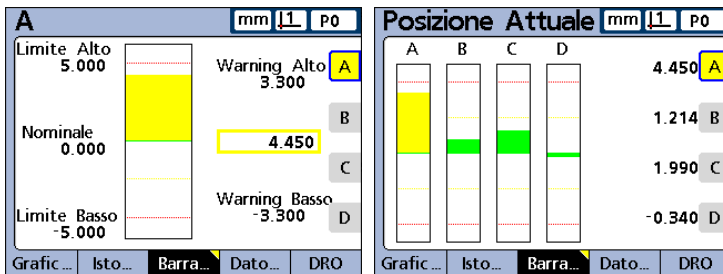 A mm 1 P0
Limite Alto
5.000
Warning Alto
3.300
A
B
Nominale
0.000
4.450
C
Warning Basso
-3.300
Limite Basso
-5.000
D
Grafic... Isto... Barra... Dato... DRO
Posizione Attuale mm 1 P0
A B C D
4.450 A
1.214 B
1.990 C
-0.340 D
Grafic... Isto... Barra... Dato... DRO